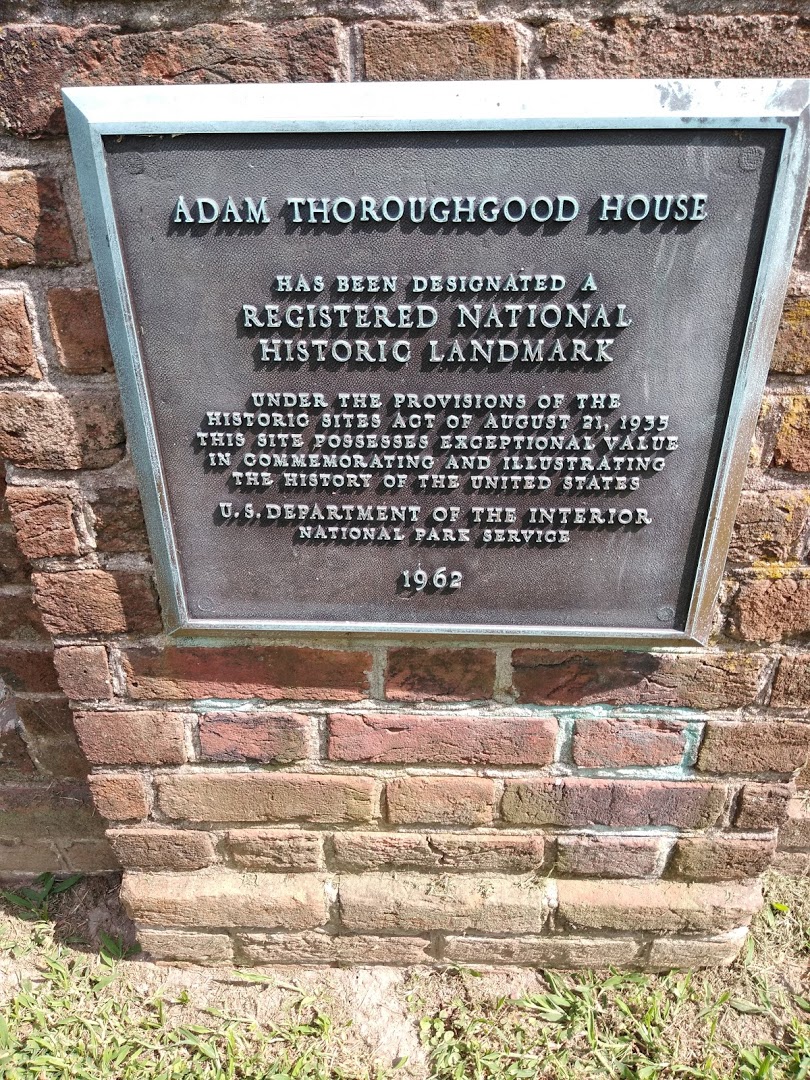 ADAM THOROUGHGOOD HOUSE
HAS BEEN DESIGNATED A
REGISTERED NATIONAL
HISTORIC LANDMARK
UNDER THE PROVISIONS OF THE
HISTORIC SITES ACT OF AUGUST 21, 1935
THIS SITE POSSESSES EXCEPTIONAL VALUE
IN COMMEMORATING AND ILLUSTRATING
THE HISTORY OF THE UNITED STATES
U.S. DEPARTMENT OF THE INTERIOR
NATIONAL PARK SERVICE
1962